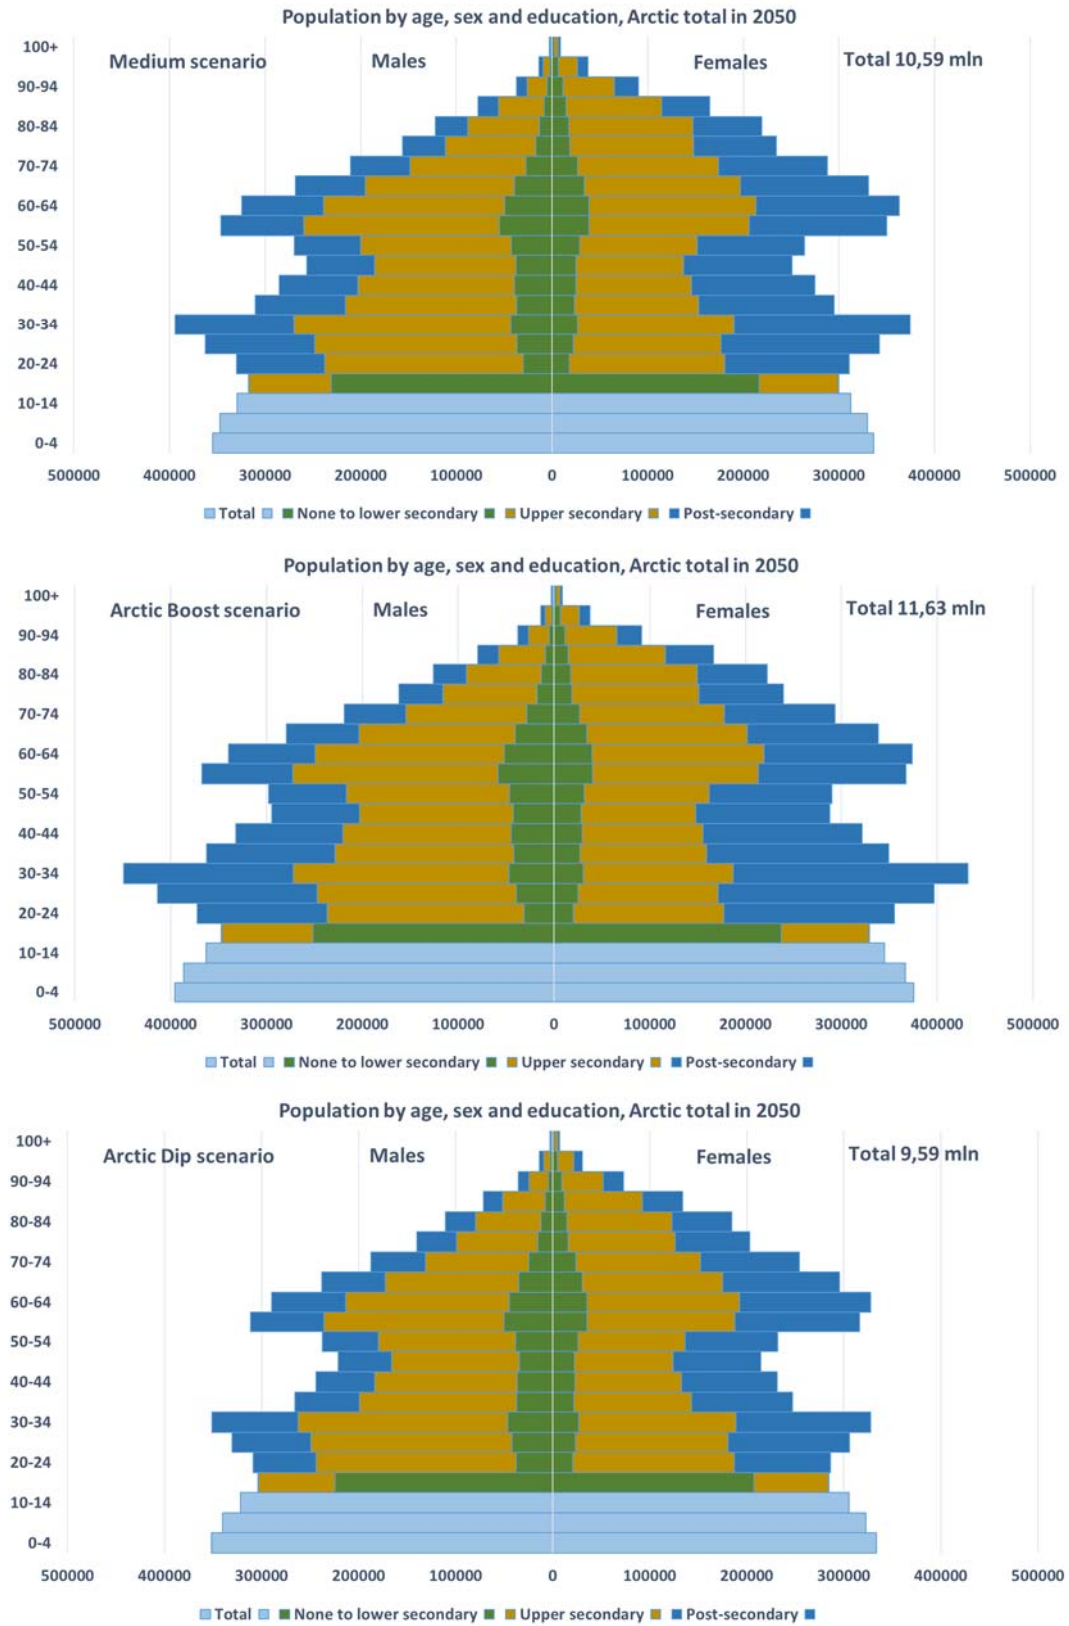 Population by age, sex and education, Arctic total in 2050
100+
Medium scenario Males Females Total 10,59 mln
90-94
80-84
70-74
60-64
50-54
40-44
30-34
20-24
10-14
0-4
500000 400000 300000 200000 100000 0 100000 200000 300000 400000 500000
Total None to lower secondary Upper secondary Post-secondary
Population by age, sex and education, Arctic total in 2050
100+
Arctic Boost scenario Males Females Total 11,63 mln
90-94
80-84
70-74
60-64
50-54
40-44
30-34
20-24
10-14
0-4
500000 400000 300000 200000 100000 0 100000 200000 300000 400000 500000
Total None to lower secondary Upper secondary Post-secondary
Population by age, sex and education, Arctic total in 2050
100+
Arctic Dip scenario Males Females Total 9,59 mln
90-94
80-84
70-74
60-64
50-54
40-44
30-34
20-24
10-14
0-4
500000 400000 300000 200000 100000 0 100000 200000 300000 400000 500000
Total None to lower secondary Upper secondary Post-secondary